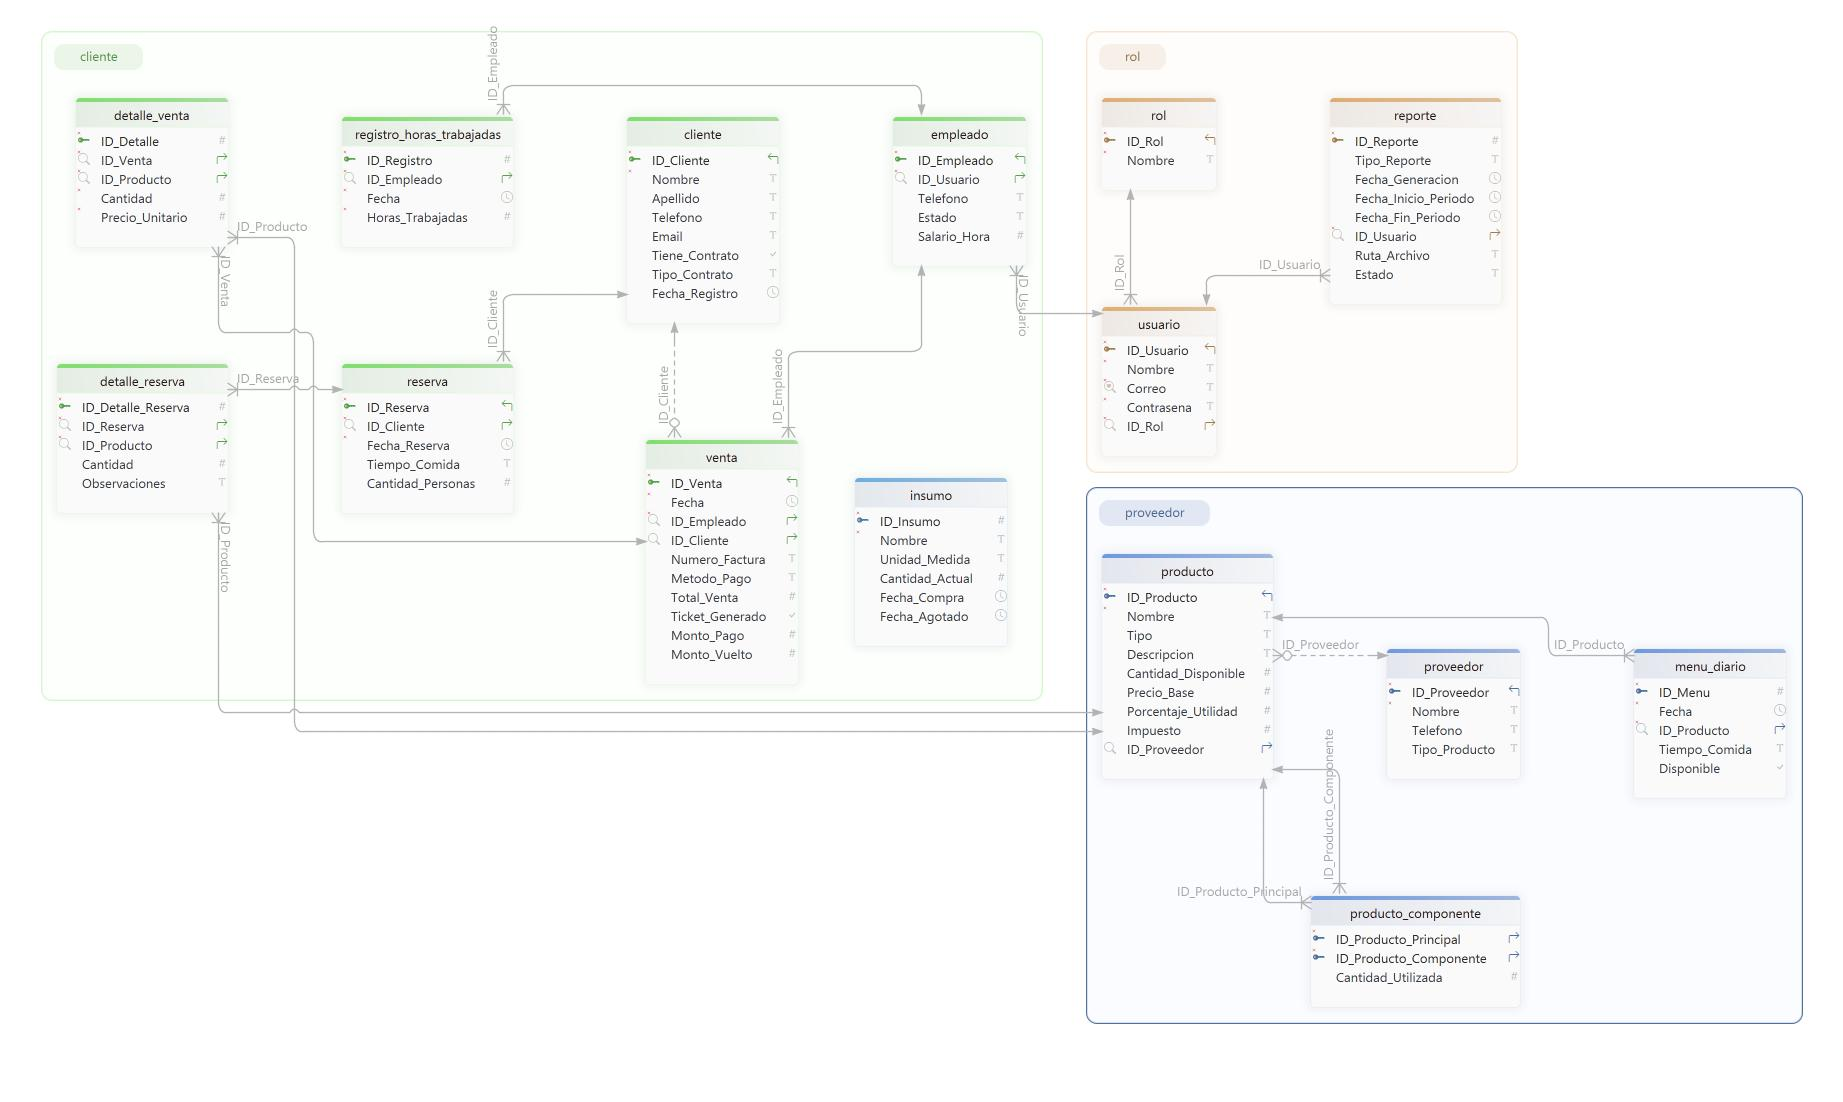 cliente
detalle_venta
ID_Detalle #
ID_Venta
ID_Producto
Cantidad #
Precio_Unitario #
ID_Empleado
registro_horas_trabajadas
ID_Registro #
ID_Empleado
Fecha
Horas_Trabajadas #
cliente
ID_Cliente
Nombre T
Apellido T
Telefono T
Email T
Tiene_Contrato
Tipo_Contrato T
Fecha_Registro
empleado
ID_Empleado
ID_Usuario
Telefono T
Estado T
Salario_Hora #
ID_Producto
ID_Venta
ID_Cliente
ID_Usuario
detalle_reserva
ID_Detalle_Reserva #
ID_Reserva
ID_Producto
Cantidad #
Observaciones T
ID_Reserva
reserva
ID_Reserva
ID_Cliente
Fecha_Reserva
Tiempo_Comida T
Cantidad_Personas #
ID_Cliente
ID_Empleado
venta
ID_Venta
Fecha
ID_Empleado
ID_Cliente
Numero_Factura T
Metodo_Pago T
Total_Venta #
Ticket_Generado
Monto_Pago #
Monto_Vuelto #
insumo
ID_Insumo #
Nombre T
Unidad_Medida T
Cantidad_Actual #
Fecha_Compra
Fecha_Agotado
ID_Producto
rol
rol
ID_Rol
Nombre T
reporte
ID_Reporte #
Tipo_Reporte T
Fecha_Generacion
Fecha_Inicio_Periodo
Fecha_Fin_Periodo
ID_Usuario
Ruta_Archivo T
Estado T
ID_Rol
ID_Usuario
usuario
ID_Usuario
Nombre T
Correo T
Contrasena T
ID_Rol
proveedor
producto
ID_Producto
Nombre T
Tipo T
Descripcion T
Cantidad_Disponible #
Precio_Base #
Porcentaje_Utilidad #
Impuesto #
ID_Proveedor
ID_Proveedor
proveedor
ID_Proveedor
Nombre T
Telefono T
Tipo_Producto T
ID_Producto
menu_diario
ID_Menu #
Fecha
ID_Producto
Tiempo_Comida T
Disponible
ID_Producto_Componente
ID_Producto_Principal
producto_componente
ID_Producto_Principal
ID_Producto_Componente
Cantidad_Utilizada #